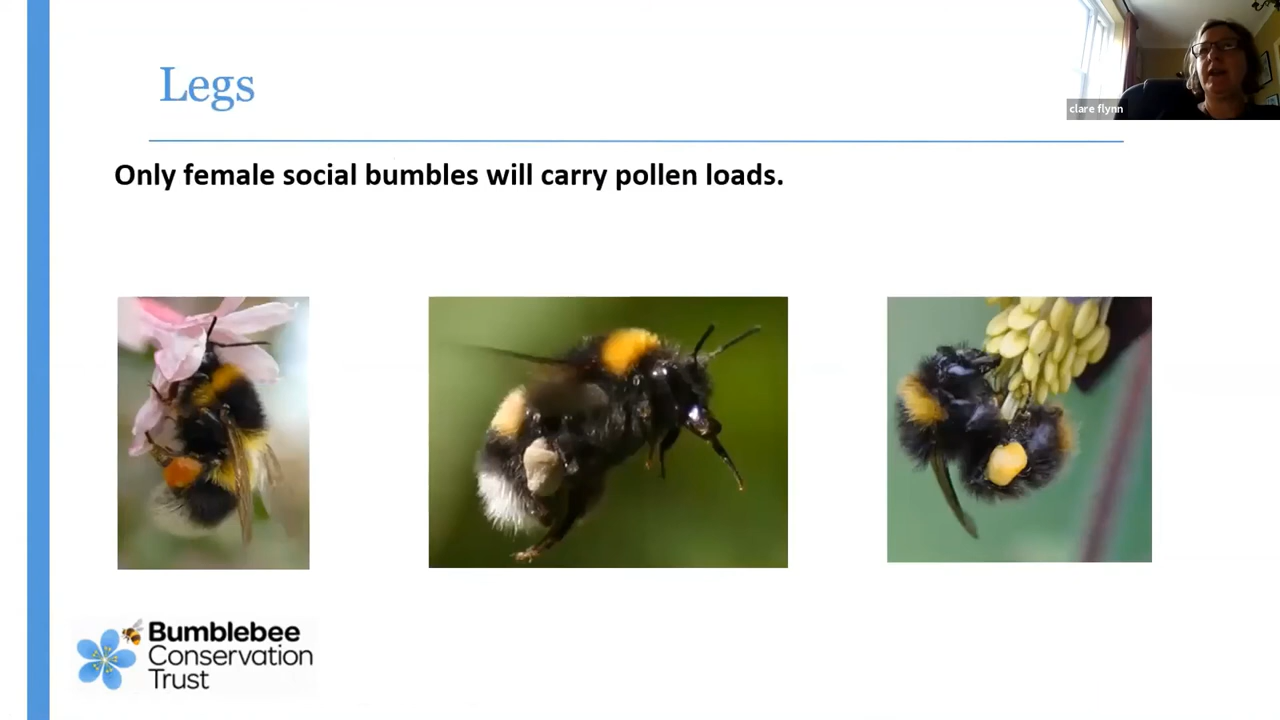 Legs
clare flynn
Only female social bumbles will carry pollen loads.
Bumblebee
Conservation
Trust